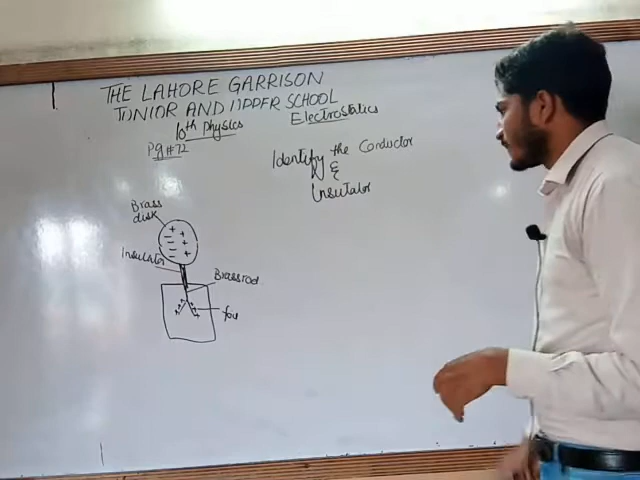 THE LAHORE GARRISON
JUNIOR AND UPPER SCHOOL
10th Physics
Electrostatics
Pg#72
Identify the Conductor
&
Insulator
Brass
disk
Insulator
Brass rod
foil